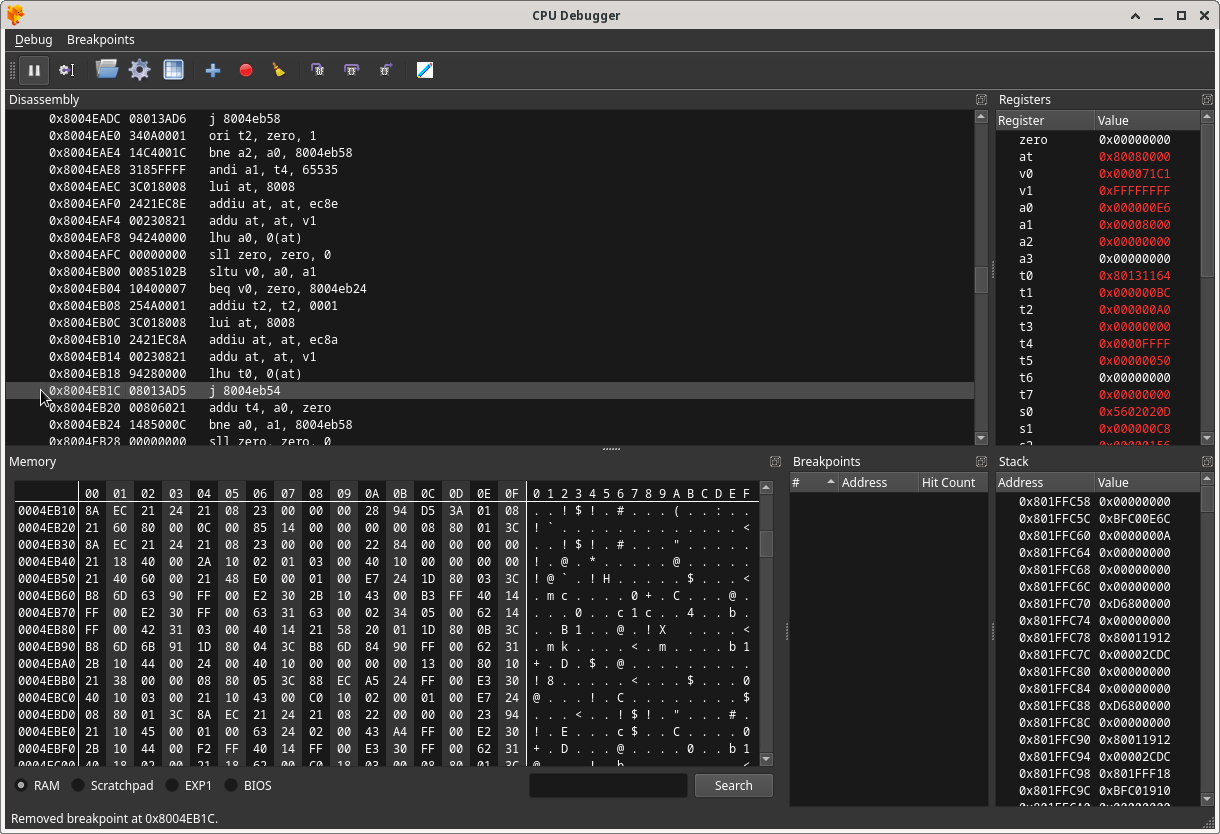 CPU Debugger
Debug Breakpoints
Disassembly
0x8004EADC 08013AD6 j 8004eb58
0x8004EAE0 340A0001 ori t2, zero, 1
0x8004EAE4 14C4001C bne a2, a0, 8004eb58
0x8004EAE8 3185FFFF andi a1, t4, 65535
0x8004EAEC 3C018008 lui at, 8008
0x8004EAF0 2421EC8E addiu at, at, ec8e
0x8004EAF4 00230821 addu at, at, v1
0x8004EAF8 94240000 lhu a0, 0(at)
0x8004EAFC 00000000 sll zero, zero, 0
0x8004EB00 0085102B sltu v0, a0, a1
0x8004EB04 10400007 beq v0, zero, 8004eb24
0x8004EB08 254A0001 addiu t2, t2, 0001
0x8004EB0C 3C018008 lui at, 8008
0x8004EB10 2421EC8A addiu at, at, ec8a
0x8004EB14 00230821 addu at, at, v1
0x8004EB18 94280000 lhu t0, 0(at)
0x8004EB1C 08013AD5 j 8004eb54
0x8004EB20 00806021 addu t4, a0, zero
0x8004EB24 1485000C bne a0, a1, 8004eb58
0x8004EB28 00000000 sll zero, zero, 0
Registers
Register Value
zero 0x00000000
at 0x80080000
v0 0x000071C1
v1 0xFFFFFFFF
a0 0x000000E6
a1 0x00008000
a2 0x00000000
a3 0x00000000
t0 0x80131164
t1 0x000000BC
t2 0x000000A0
t3 0x00000000
t4 0x0000FFFF
t5 0x00000050
t6 0x00000000
t7 0x00000000
s0 0x5602020D
s1 0x000000C8
s2 0x00000156
Memory
00 01 02 03 04 05 06 07 08 09 0A 0B 0C 0D 0E 0F 0 1 2 3 4 5 6 7 8 9 A B C D E F
0004EB10 8A EC 21 24 21 08 23 00 00 00 28 94 D5 3A 01 08 . . ! $ ! . # . . . ( . . : . .
0004EB20 21 60 80 00 0C 00 85 14 00 00 00 00 08 80 01 3C ! ` . . . . . . . . . . . . . <
0004EB30 8A EC 21 24 21 08 23 00 00 00 22 84 00 00 00 00 . . ! $ ! . # . . . " . . . . .
0004EB40 21 18 40 00 2A 10 02 01 03 00 40 10 00 00 00 00 ! . @ . * . . . . . @ . . . . .
0004EB50 21 40 60 00 21 48 E0 00 01 00 E7 24 1D 80 03 3C ! @ ` . ! H . . . . . $ . . . <
0004EB60 B8 6D 63 90 FF 00 E2 30 2B 10 43 00 B3 FF 40 14 . m c . . . . 0 + . C . . . @ .
0004EB70 FF 00 E2 30 FF 00 63 31 63 00 02 34 05 00 62 14 . . . 0 . . c 1 c . . 4 . . b .
0004EB80 FF 00 42 31 03 00 40 14 21 58 20 01 1D 80 0B 3C . . B 1 . . @ . ! X   . . . . <
0004EB90 B8 6D 6B 91 1D 80 04 3C B8 6D 84 90 FF 00 62 31 . m k . . . . < . m . . . . b 1
0004EBA0 2B 10 44 00 24 00 40 10 00 00 00 00 13 00 80 10 + . D . $ . @ . . . . . . . . .
0004EBB0 21 38 00 00 08 80 05 3C 88 EC A5 24 FF 00 E3 30 ! 8 . . . . . < . . . $ . . . 0
0004EBC0 40 10 03 00 21 10 43 00 C0 10 02 00 01 00 E7 24 @ . . . ! . C . . . . . . . . $
0004EBD0 08 80 01 3C 8A EC 21 24 21 08 22 00 00 00 23 94 . . . < . . ! $ ! . " . . . # .
0004EBE0 21 10 45 00 01 00 63 24 02 00 43 A4 FF 00 E2 30 ! . E . . . c $ . . C . . . . 0
0004EBF0 2B 10 44 00 F2 FF 40 14 FF 00 E3 30 FF 00 62 31 + . D . . . @ . . . . 0 . . b 1
0004EC00 40 18 03 00 21 18 62 00 C0 18 03 00 08 80 01 3C @ . . . ! . b . . . . . . . . <
RAM Scratchpad EXP1 BIOS Search
Breakpoints
# Address Hit Count
Stack
Address Value
0x801FFC58 0x00000000
0x801FFC5C 0xBFC00E6C
0x801FFC60 0x0000000A
0x801FFC64 0x00000000
0x801FFC68 0x00000000
0x801FFC6C 0x00000000
0x801FFC70 0xD6800000
0x801FFC74 0x00000000
0x801FFC78 0x80011912
0x801FFC7C 0x00002CDC
0x801FFC80 0x00000000
0x801FFC84 0x00000000
0x801FFC88 0xD6800000
0x801FFC8C 0x00000000
0x801FFC90 0x80011912
0x801FFC94 0x00002CDC
0x801FFC98 0x801FFF18
0x801FFC9C 0xBFC01910
Removed breakpoint at 0x8004EB1C.